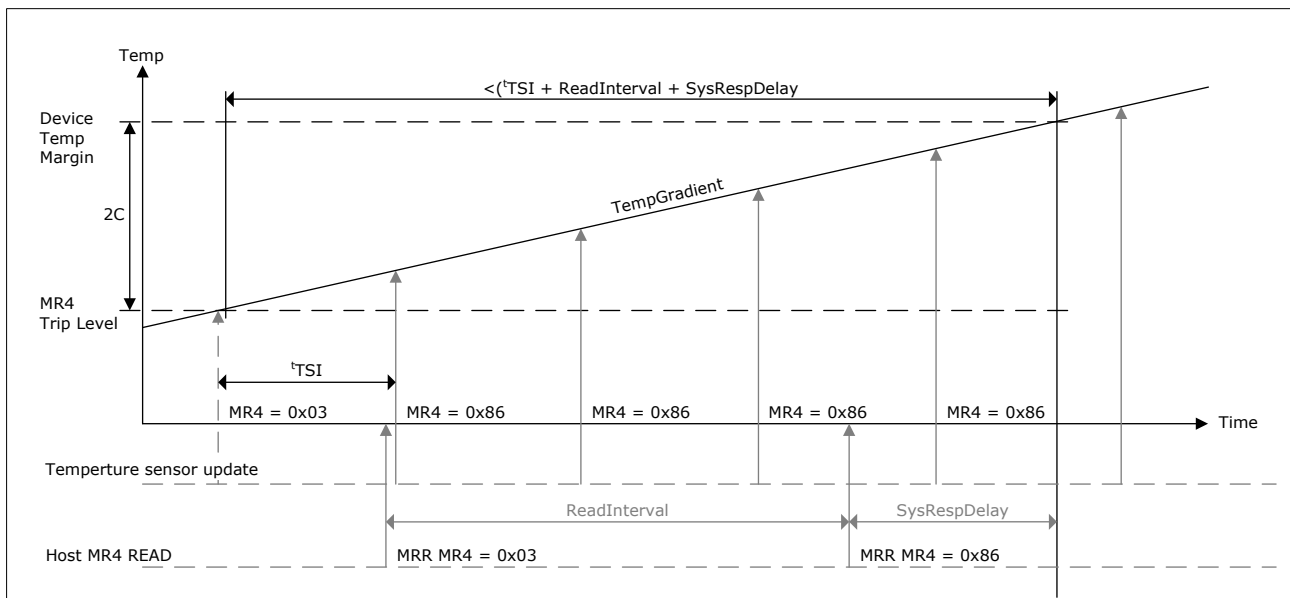 Temp
<(tTSI + ReadInterval + SysRespDelay
Device
Temp
Margin
TempGradient
2C
MR4
Trip Level
tTSI
MR4 = 0x03
MR4 = 0x86
MR4 = 0x86
MR4 = 0x86
MR4 = 0x86
Time
Temperture sensor update
ReadInterval
SysRespDelay
Host MR4 READ
MRR MR4 = 0x03
MRR MR4 = 0x86